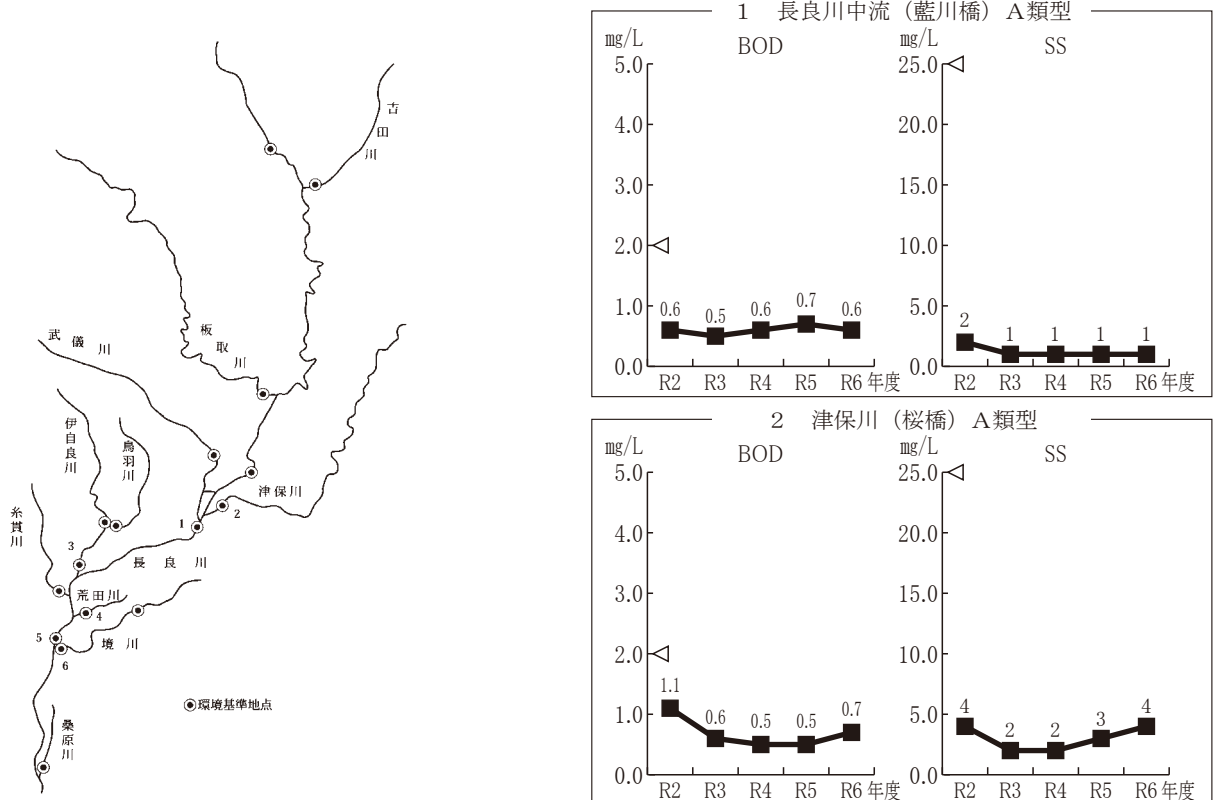 吉田川
板取川
武儀川
伊自良川
鳥羽川
糸貫川
津保川
2
1
3
長良川
荒田川
4
5
境川
6
◉環境基準地点
桑原川
1 長良川中流（藍川橋）A類型
㎎/L
BOD
5.0
4.0
3.0
2.0
1.0
0.0
0.6 0.5 0.6 0.7 0.6
R2 R3 R4 R5 R6 年度
㎎/L
SS
25.0
20.0
15.0
10.0
5.0
0.0
2 1 1 1 1
R2 R3 R4 R5 R6 年度
2 津保川（桜橋）A類型
㎎/L
BOD
5.0
4.0
3.0
2.0
1.0
0.0
1.1 0.6 0.5 0.5 0.7
R2 R3 R4 R5 R6 年度
㎎/L
SS
25.0
20.0
15.0
10.0
5.0
0.0
4 2 2 3 4
R2 R3 R4 R5 R6 年度